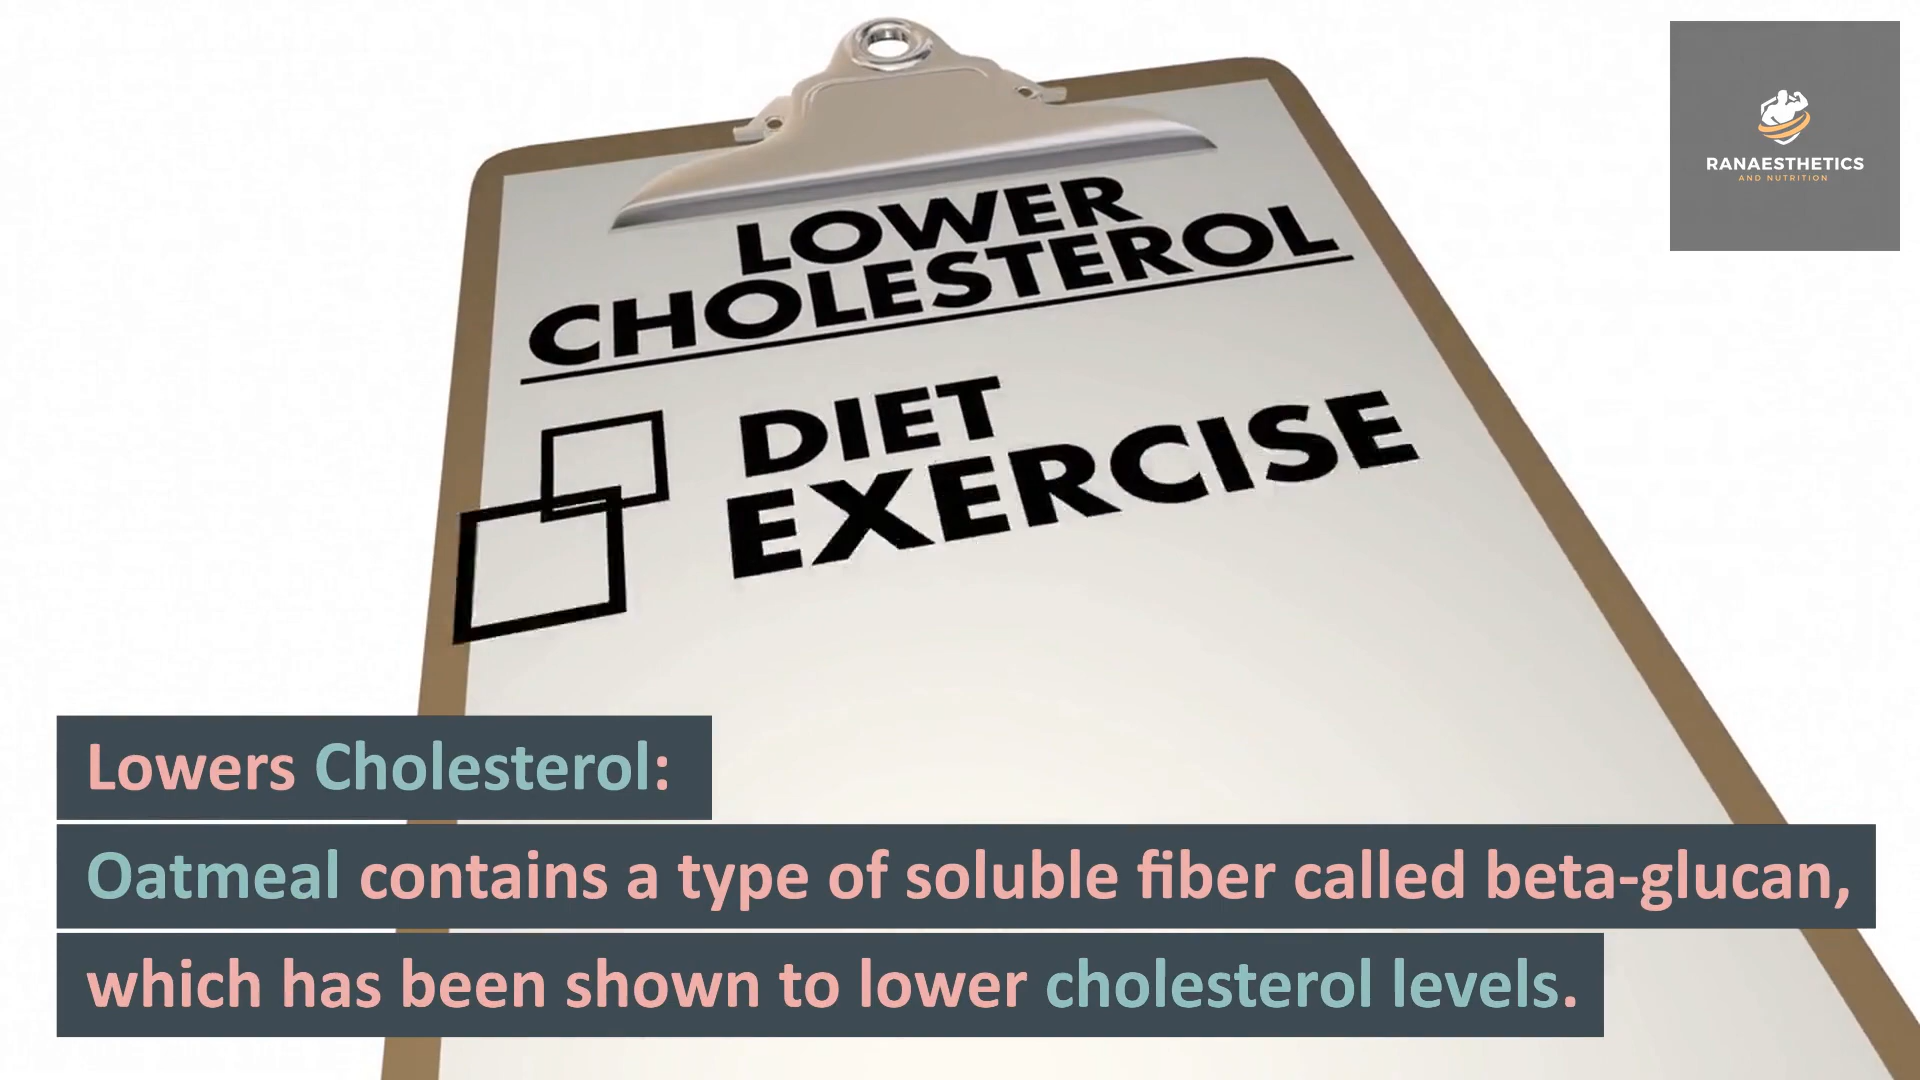 RANAESTHETICS
AND NUTRITION
LOWER
CHOLESTEROL
DIET
EXERCISE
Lowers Cholesterol:
Oatmeal contains a type of soluble fiber called beta-glucan,
which has been shown to lower cholesterol levels.